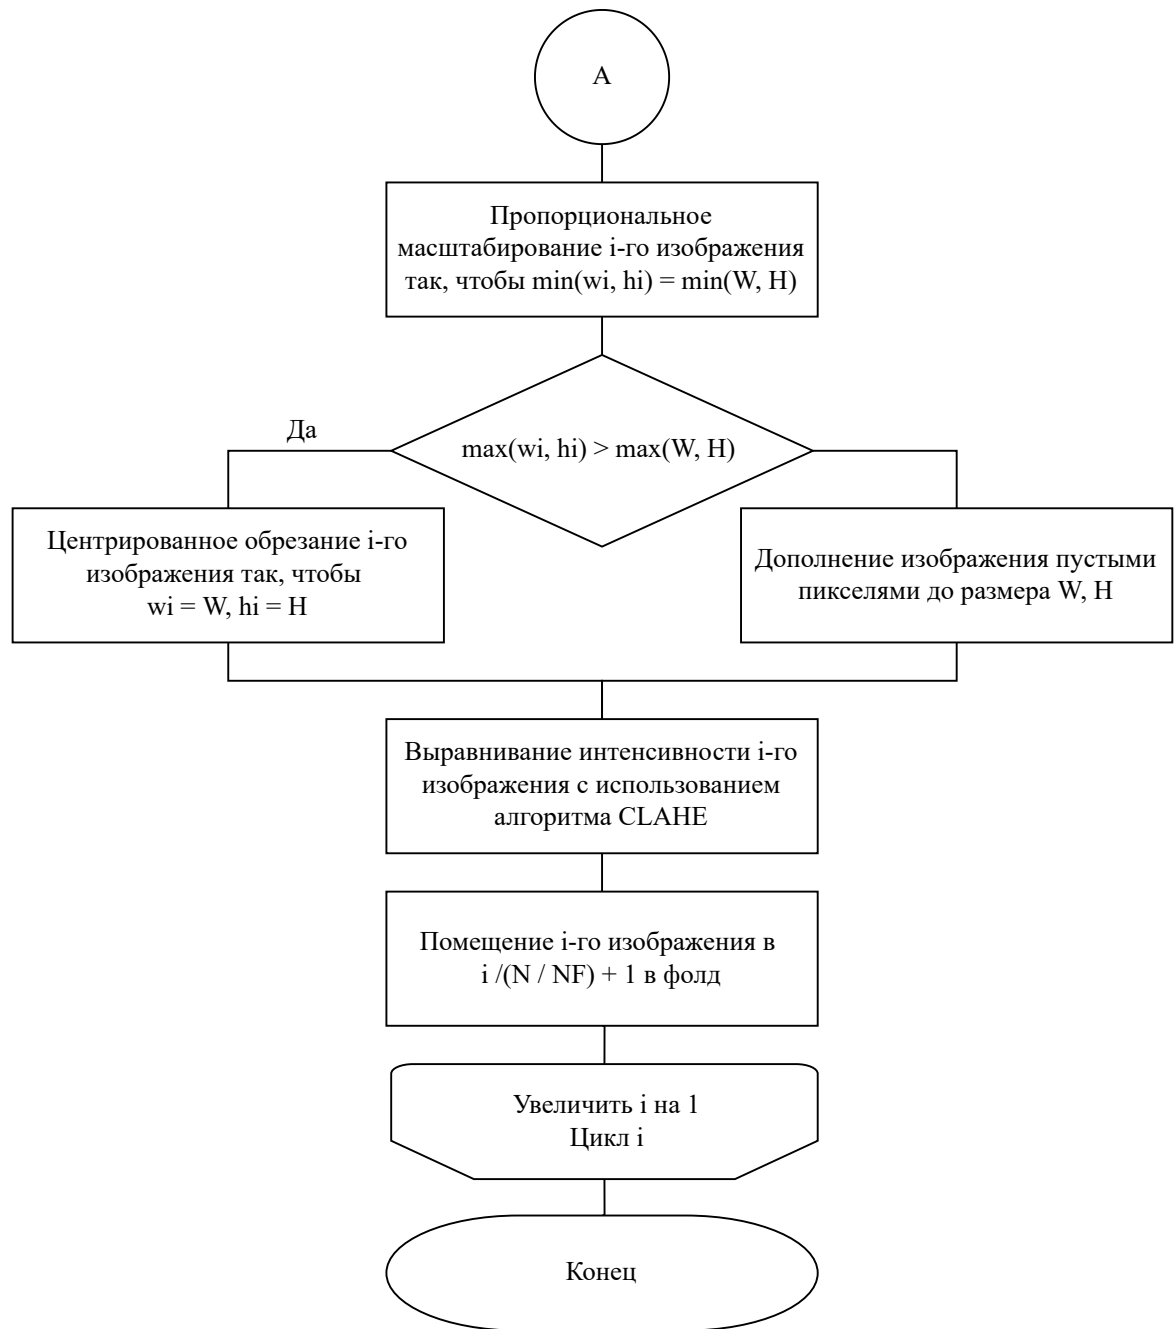 А
Пропорциональное
масштабирование i-го изображения
так, чтобы min(wi, hi) = min(W, H)
Да
max(wi, hi) > max(W, H)
Центрированное обрезание i-го
изображения так, чтобы
wi = W, hi = H
Дополнение изображения пустыми
пикселями до размера W, H
Выравнивание интенсивности i-го
изображения с использованием
алгоритма CLAHE
Помещение i-го изображения в
i /(N / NF) + 1 в фолд
Увеличить i на 1
Цикл i
Конец